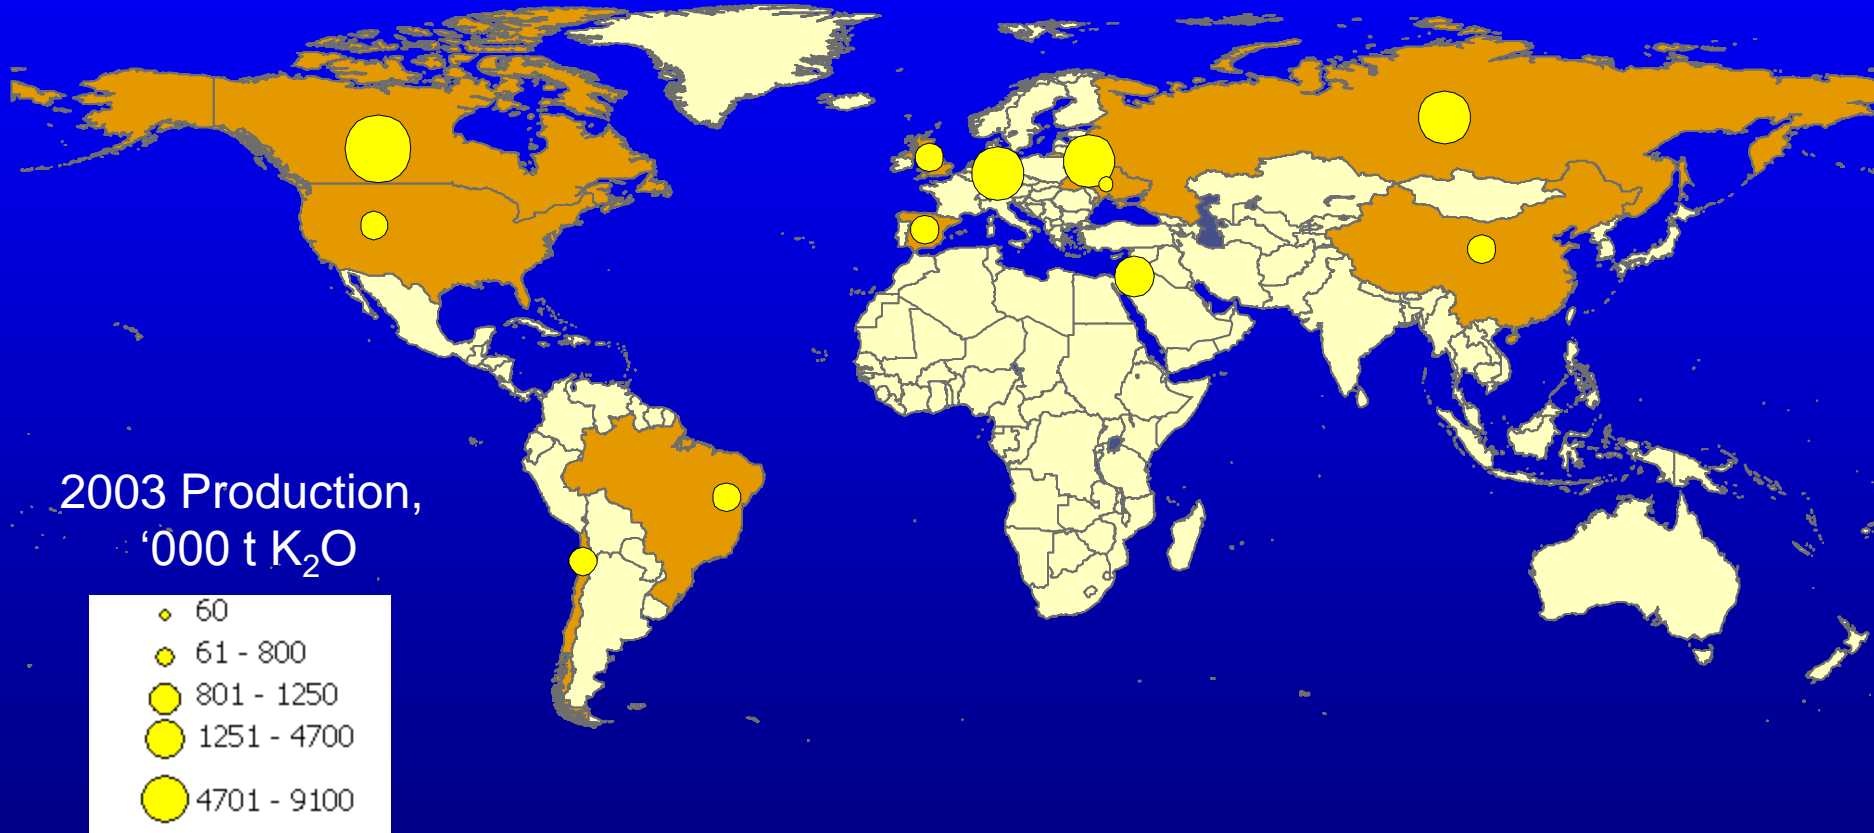 2003 Production,
‘000 t K₂O
60
61 - 800
801 - 1250
1251 - 4700
4701 - 9100